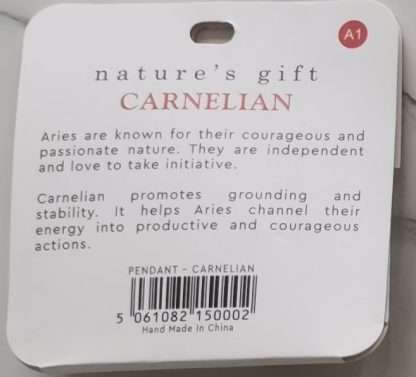 A1
nature's gift
CARNELIAN
Aries are known for their courageous and
passionate nature. They are independent
and love to take initiative.
Carnelian promotes grounding and
stability. It helps Aries channel their
energy into productive and courageous
actions.
PENDANT - CARNELIAN
5 061082 150002
Hand Made In China